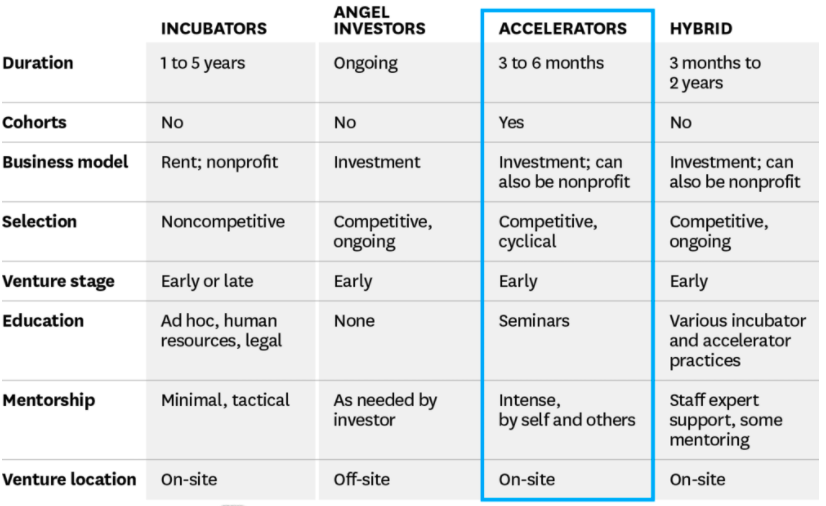 INCUBATORS
ANGEL
INVESTORS
ACCELERATORS
HYBRID
Duration
1 to 5 years
Ongoing
3 to 6 months
3 months to
2 years
Cohorts
No
No
Yes
No
Business model
Rent; nonprofit
Investment
Investment; can
also be nonprofit
Investment; can
also be nonprofit
Selection
Noncompetitive
Competitive,
ongoing
Competitive,
cyclical
Competitive,
ongoing
Venture stage
Early or late
Early
Early
Early
Education
Ad hoc, human
resources, legal
None
Seminars
Various incubator
and accelerator
practices
Mentorship
Minimal, tactical
As needed by
investor
Intense,
by self and others
Staff expert
support, some
mentoring
Venture location
On-site
Off-site
On-site
On-site